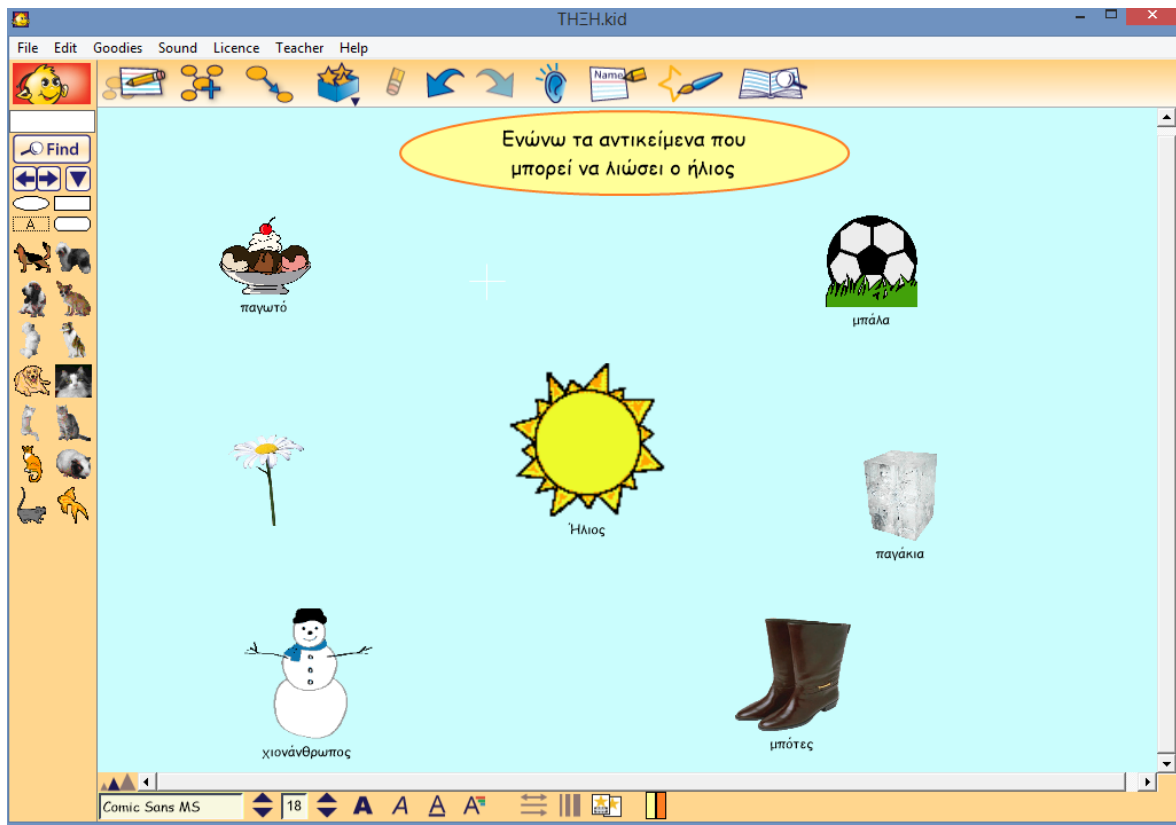 ΤΗΞΗ.kid
File Edit Goodies Sound Licence Teacher Help
Name
Find
A
Ενώνω τα αντικείμενα που
μπορεί να λιώσει ο ήλιος
παγωτό
μπάλα
Ήλιος
παγάκια
χιονάνθρωπος
μπότες
Comic Sans MS 18 A A A A